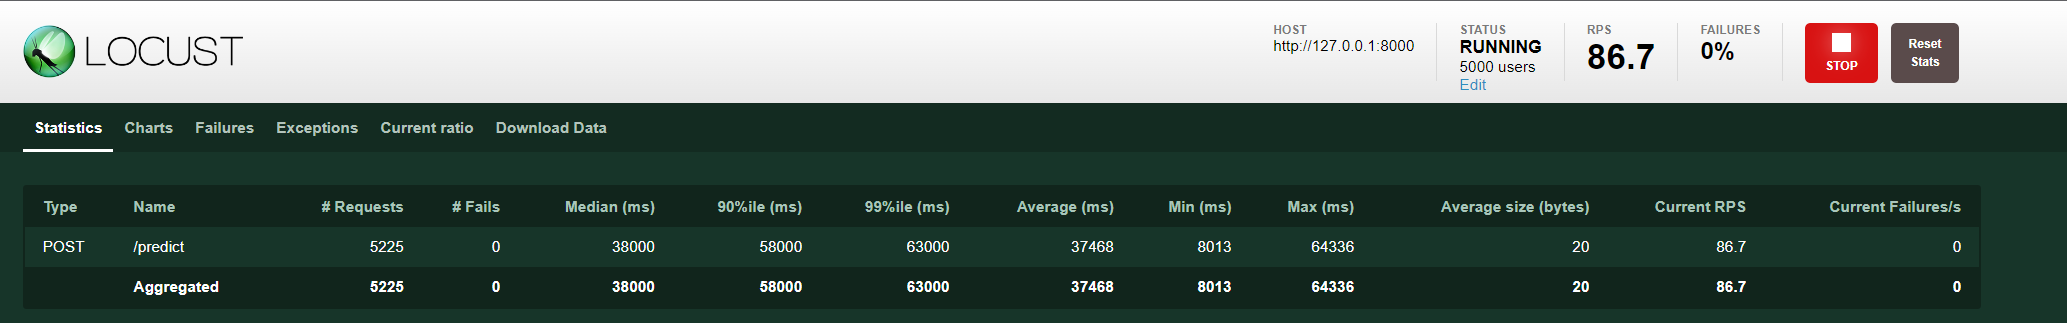 LOCUST
HOST
http://127.0.0.1:8000
STATUS
RUNNING
5000 users
Edit
RPS
86.7
FAILURES
0%
STOP
Reset
Stats
Statistics Charts Failures Exceptions Current ratio Download Data
Type Name # Requests # Fails Median (ms) 90%ile (ms) 99%ile (ms) Average (ms) Min (ms) Max (ms) Average size (bytes) Current RPS Current Failures/s
POST /predict 5225 0 38000 58000 63000 37468 8013 64336 20 86.7 0
Aggregated 5225 0 38000 58000 63000 37468 8013 64336 20 86.7 0